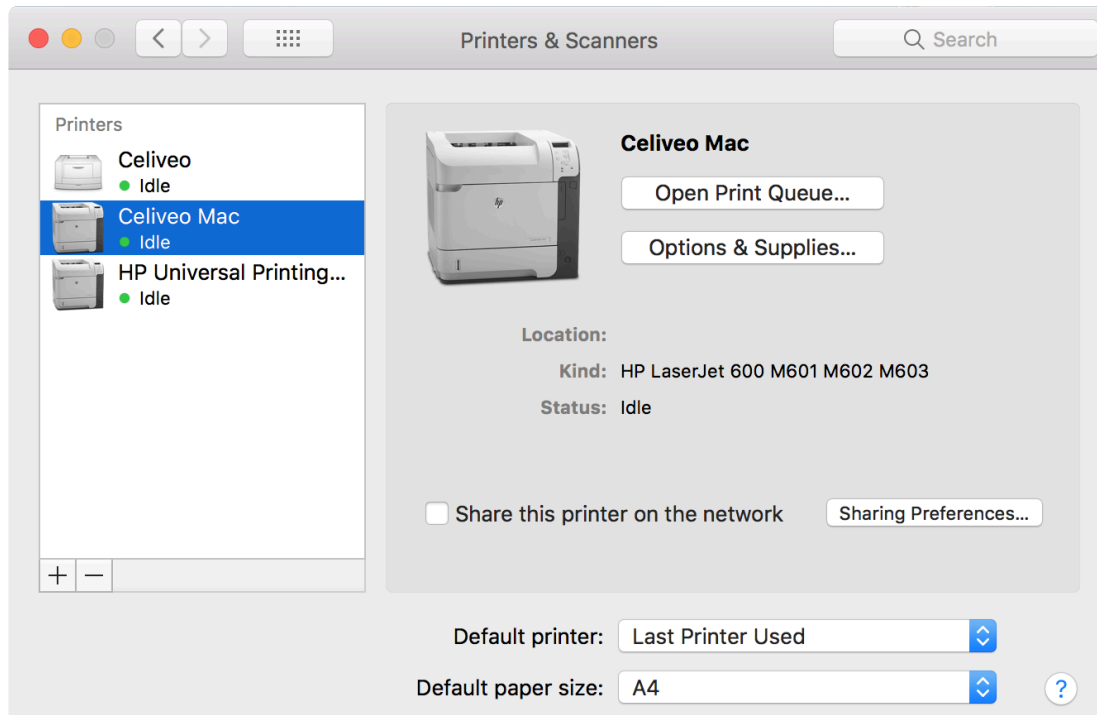 Printers & Scanners
Search
Printers
Celiveo
Idle
Celiveo Mac
Idle
HP Universal Printing...
Idle
Celiveo Mac
Open Print Queue...
Options & Supplies...
hp
Location:
Kind: HP LaserJet 600 M601 M602 M603
Status: Idle
Share this printer on the network
Sharing Preferences...
Default printer: Last Printer Used
Default paper size: A4
?